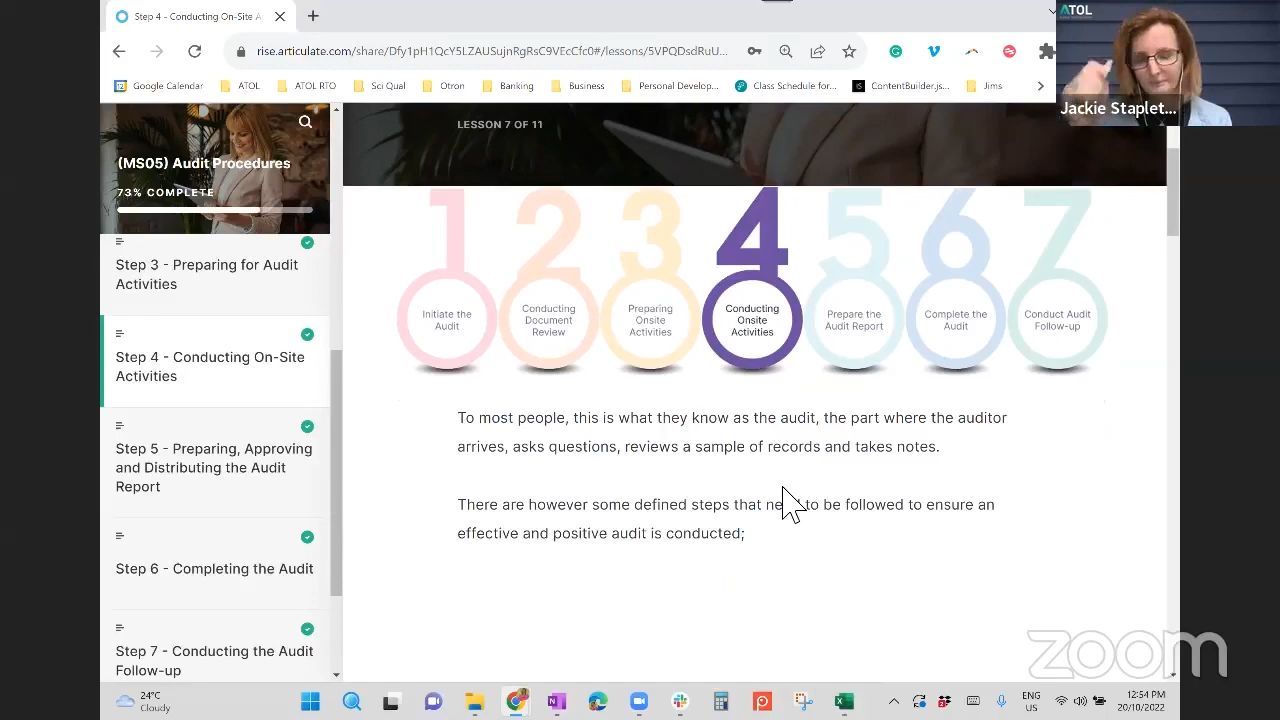 Step 4 - Conducting On-Site A
rise.articulate.com/share/Dfy1pH1QcY5LZAUSujnRgRsC9VEcCfc0#/lessons/5VPQDsdRuU...
Google Calendar
ATOL
ATOL RTO
Sci Qual
Otron
Banking
Business
Personal Develop...
Class Schedule for...
ContentBuilder.js...
Jims
ATOL
Jackie Staplet...
(MS05) Audit Procedures
73% COMPLETE
Step 3 - Preparing for Audit
Activities
Step 4 - Conducting On-Site
Activities
Step 5 - Preparing, Approving
and Distributing the Audit
Report
Step 6 - Completing the Audit
Step 7 - Conducting the Audit
Follow-up
LESSON 7 OF 11
1 2 3 4 5 6 7
Initiate the
Audit
Conducting
Document
Review
Preparing
Onsite
Activities
Conducting
Onsite
Activities
Prepare the
Audit Report
Complete the
Audit
Conduct Audit
Follow-up
To most people, this is what they know as the audit, the part where the auditor
arrives, asks questions, reviews a sample of records and takes notes.
There are however some defined steps that need to be followed to ensure an
effective and positive audit is conducted;
zoom
24°C
Cloudy
ENG
US
12:54 PM
20/10/2022